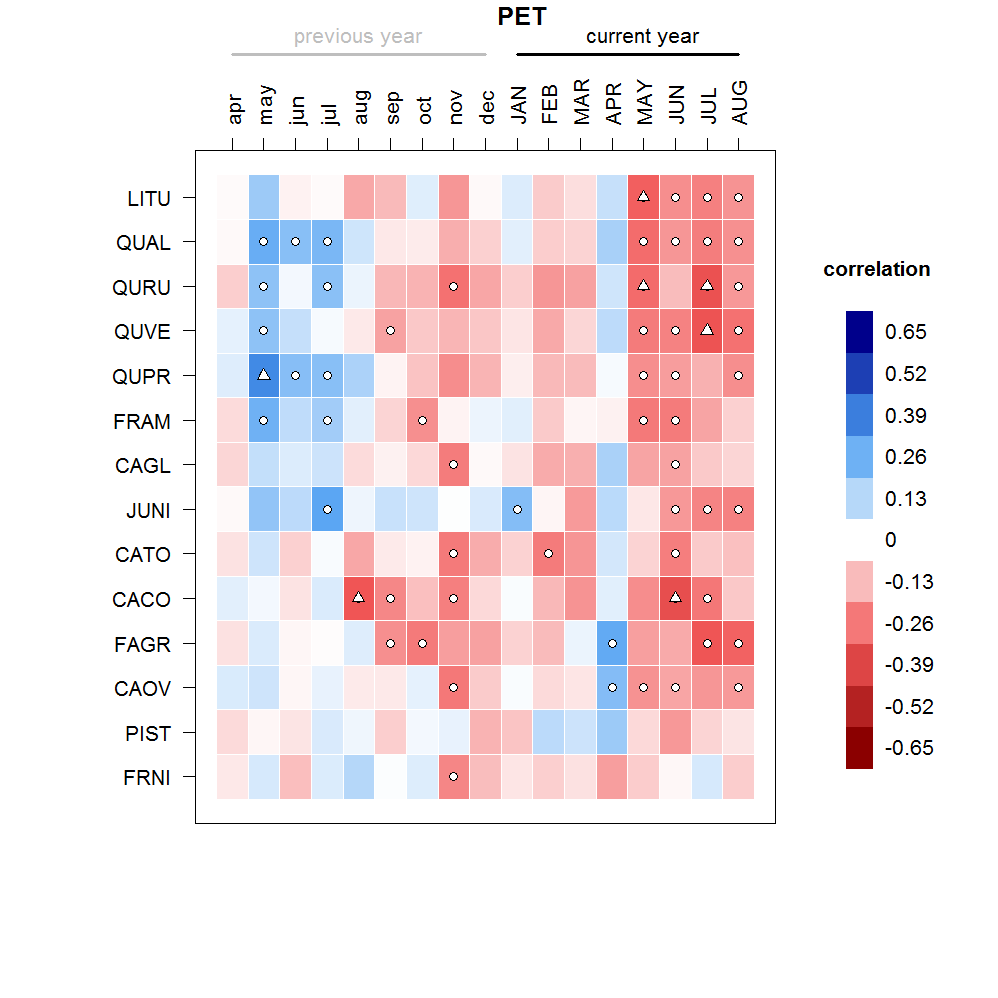 PET
previous year
current year
apr may jun jul aug sep oct nov dec JAN FEB MAR APR MAY JUN JUL AUG
LITU
QUAL
QURU
QUVE
QUPR
FRAM
CAGL
JUNI
CATO
CACO
FAGR
CAOV
PIST
FRNI
correlation
0.65
0.52
0.39
0.26
0.13
0
-0.13
-0.26
-0.39
-0.52
-0.65